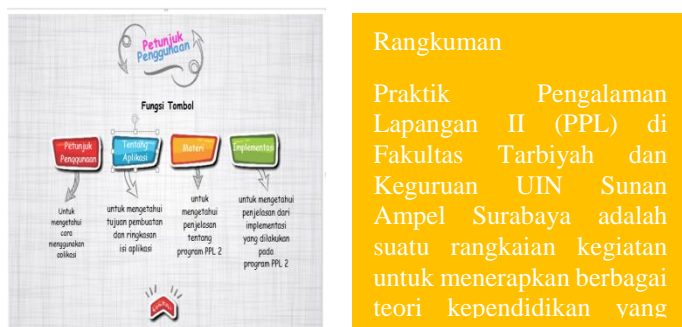 Petunjuk
Penggunaan
Fungsi Tombol
Petunjuk
Penggunaan
Tentang
Aplikasi
Materi
Implementasi
Untuk
mengetahui
cara
menggunakan
aplikasi
untuk mengetahui
tujuan pembuatan
dan ringkasan
isi aplikasi
untuk
mengetahui
penjelasan
tentang
program PPL 2
untuk mengetahui
penjelasan dari
implementasi
yang dilakukan
pada
program PPL 2
Rangkuman
Praktik Pengalaman
Lapangan II (PPL) di
Fakultas Tarbiyah dan
Keguruan UIN Sunan
Ampel Surabaya adalah
suatu rangkaian kegiatan
untuk menerapkan berbagai
teori kependidikan yang